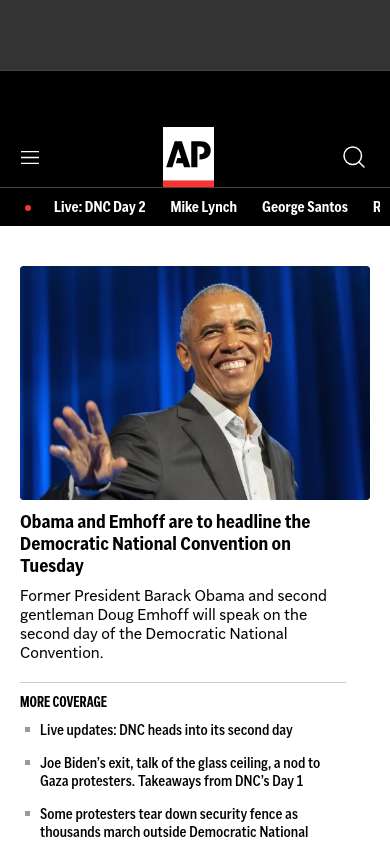 AP
Live: DNC Day 2 Mike Lynch George Santos R
Obama and Emhoff are to headline the
Democratic National Convention on
Tuesday
Former President Barack Obama and second
gentleman Doug Emhoff will speak on the
second day of the Democratic National
Convention.
MORE COVERAGE
Live updates: DNC heads into its second day
Joe Biden’s exit, talk of the glass ceiling, a nod to
Gaza protesters. Takeaways from DNC’s Day 1
Some protesters tear down security fence as
thousands march outside Democratic National